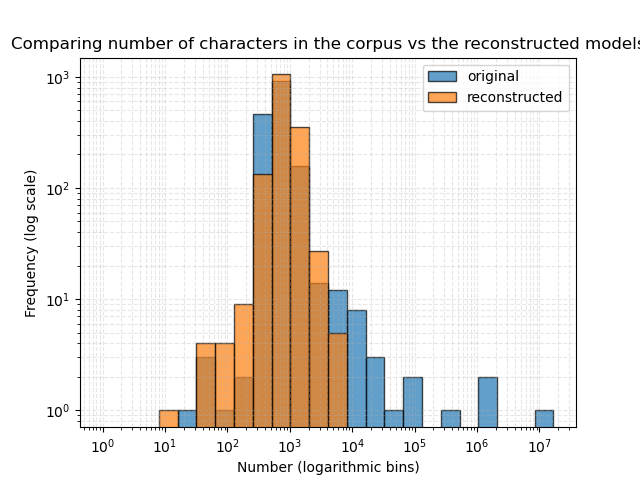 Comparing number of characters in the corpus vs the reconstructed models
original
reconstructed
Frequency (log scale)
10³
10²
10¹
10⁰
10⁰ 10¹ 10² 10³ 10⁴ 10⁵ 10⁶ 10⁷
Number (logarithmic bins)